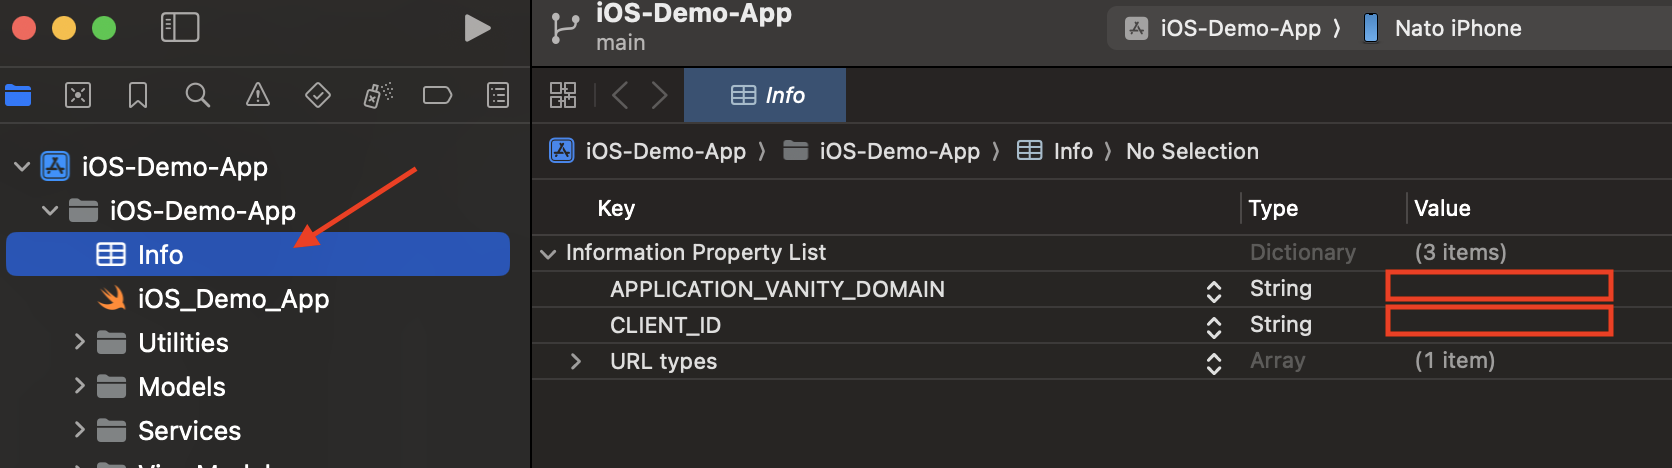 iOS-Demo-App
main
iOS-Demo-App 〉 Nato iPhone
Info
iOS-Demo-App 〉 iOS-Demo-App 〉 Info 〉 No Selection
iOS-Demo-App
iOS-Demo-App
Info
iOS_Demo_App
Utilities
Models
Services
Key Type Value
Information Property List Dictionary (3 items)
APPLICATION_VANITY_DOMAIN String
CLIENT_ID String
URL types Array (1 item)